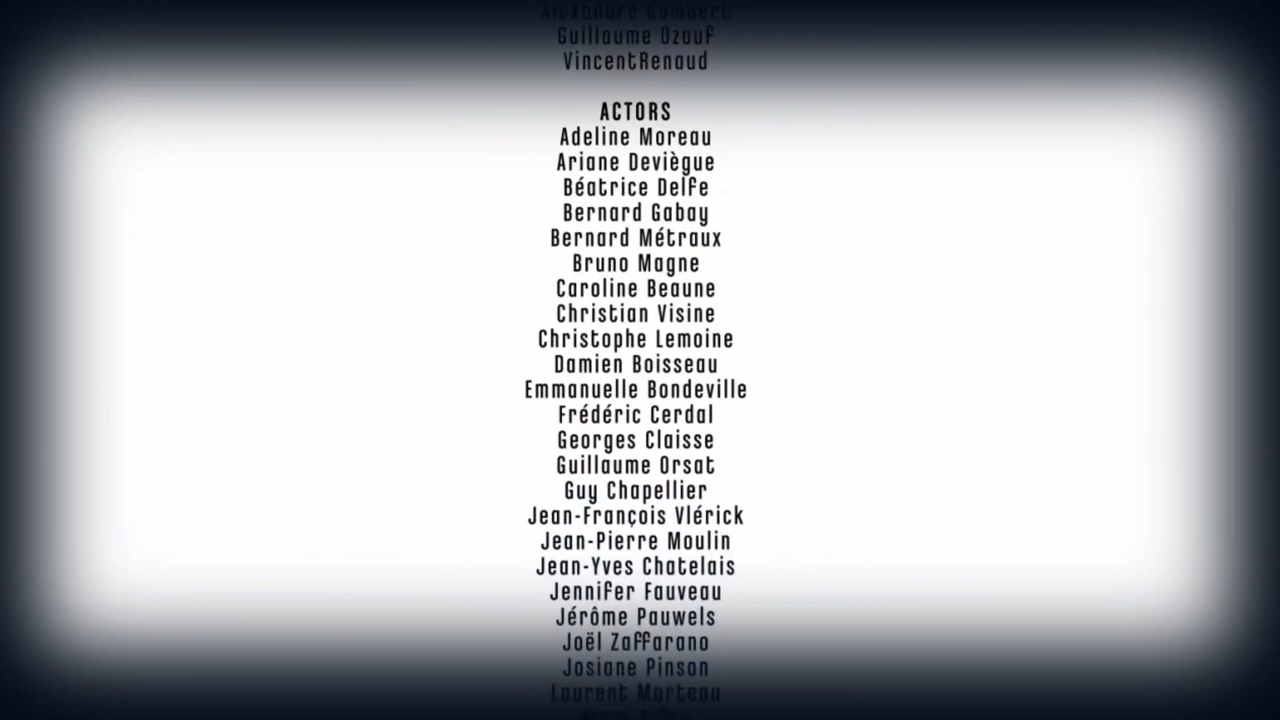 Alexandre Gombert
Guillaume Ozouf
VincentRenaud
ACTORS
Adeline Moreau
Ariane Deviègue
Béatrice Delfe
Bernard Gabay
Bernard Métraux
Bruno Magne
Caroline Beaune
Christian Visine
Christophe Lemoine
Damien Boisseau
Emmanuelle Bondeville
Frédéric Cerdal
Georges Claisse
Guillaume Orsat
Guy Chapellier
Jean-François Vlérick
Jean-Pierre Moulin
Jean-Yves Chatelais
Jennifer Fauveau
Jérôme Pauwels
Joël Zaffarano
Josiane Pinson
Laurent Morteau